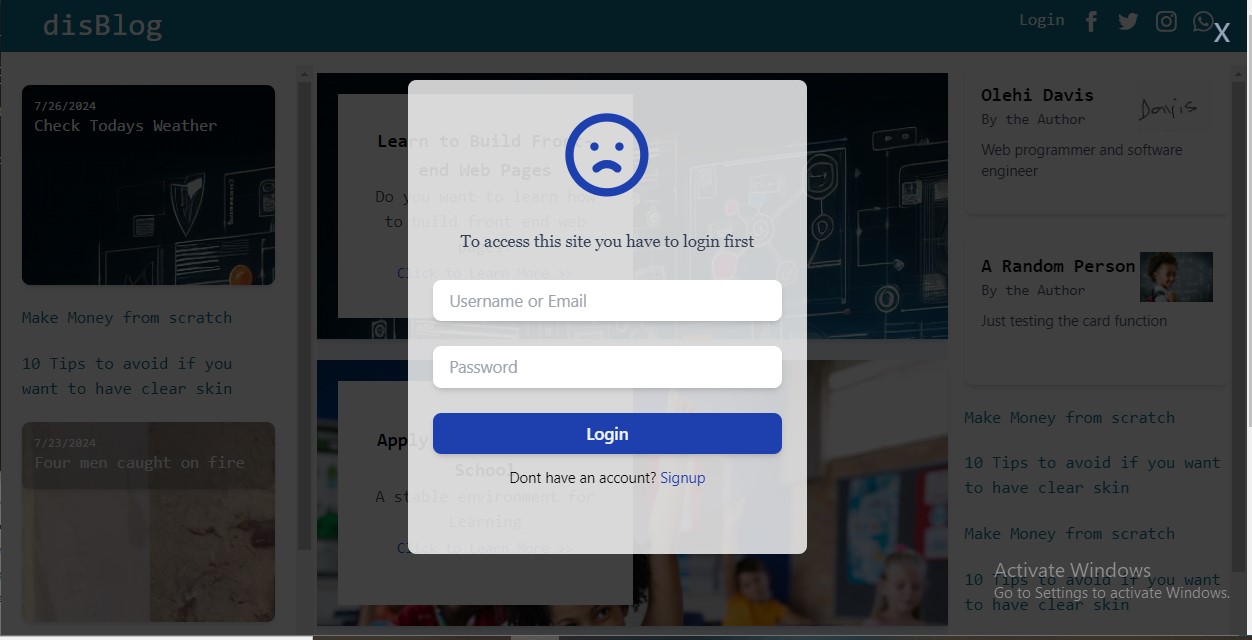 disBlog
Login
X
7/26/2024
Check Todays Weather
Make Money from scratch
10 Tips to avoid if you
want to have clear skin
7/23/2024
Four men caught on fire
Learn to Build Front
end Web Pages
Do you want to learn how
to build front end web
Click to Learn More >>
Apply
School
A stable environment for
Learning
Click to Learn More >>
To access this site you have to login first
Username or Email
Password
Login
Dont have an account? Signup
Olehi Davis
By the Author
Web programmer and software
engineer
A Random Person
By the Author
Just testing the card function
Make Money from scratch
10 Tips to avoid if you want
to have clear skin
Make Money from scratch
10 Tips to avoid if you want
to have clear skin
Activate Windows
Go to Settings to activate Windows.